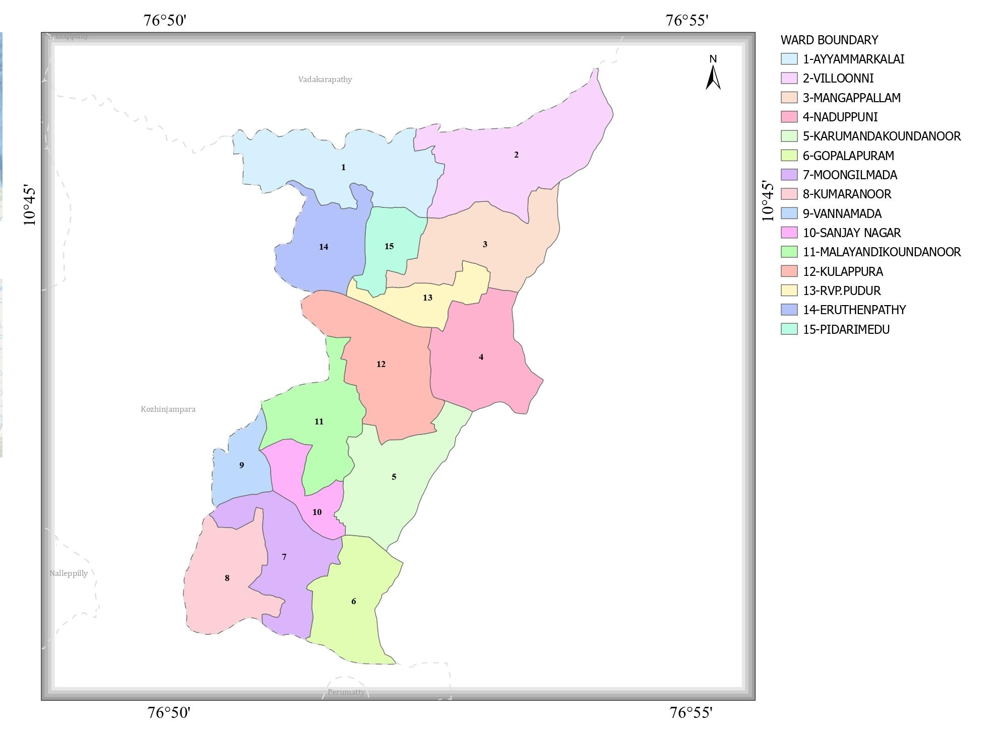 76°50'
76°55'
Elappully
WARD BOUNDARY
1-AYYAMMARKALAI
2-VILLOONNI
3-MANGAPPALLAM
4-NADUPPUNI
5-KARUMANDAKOUNDANOOR
6-GOPALAPURAM
7-MOONGILMADA
8-KUMARANOOR
9-VANNAMADA
10-SANJAY NAGAR
11-MALAYANDIKOUNDANOOR
12-KULAPPURA
13-RVP.PUDUR
14-ERUTHENPATHY
15-PIDARIMEDU
N
Vadakarapathy
2
1
10°45'
10°45'
3
14
15
13
4
12
Kozhinjampara
11
9
5
10
7
Nalleppilly
8
6
Perumatty
76°50'
76°55'